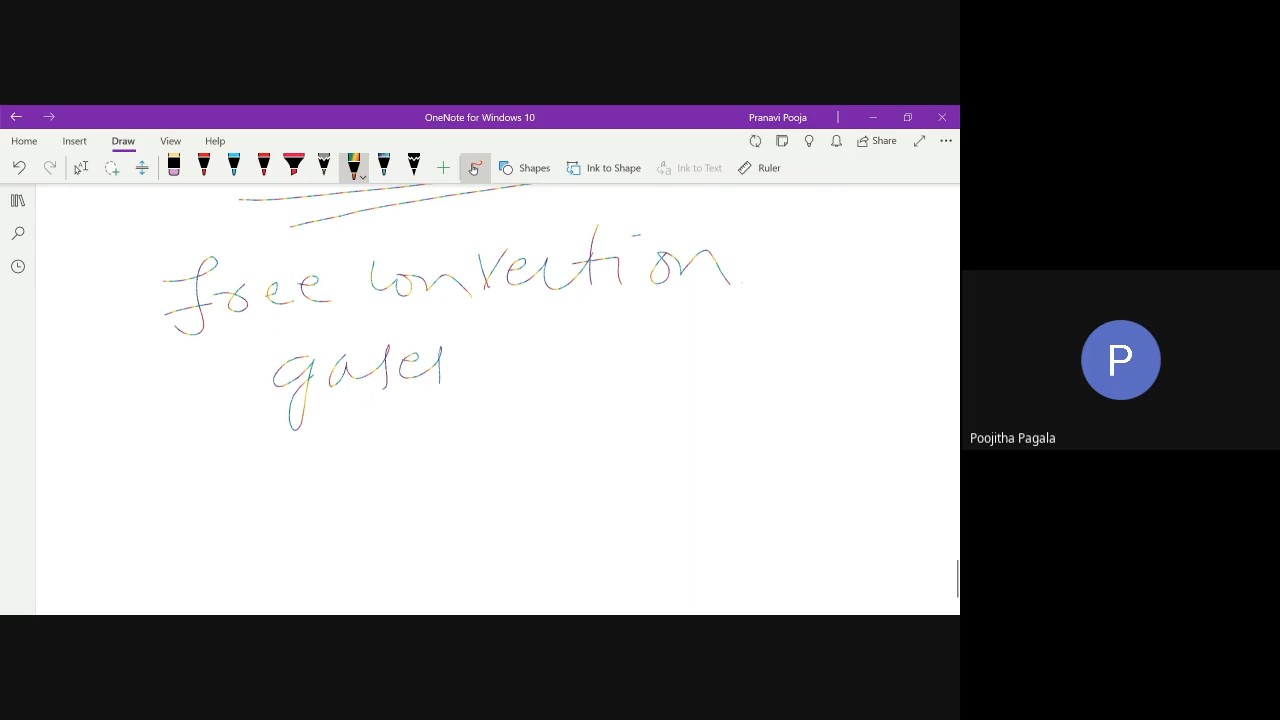 OneNote for Windows 10
Pranavi Pooja
Home Insert Draw View Help
Share
Shapes Ink to Shape Ink to Text Ruler
free convection
gases
P
Poojitha Pagala